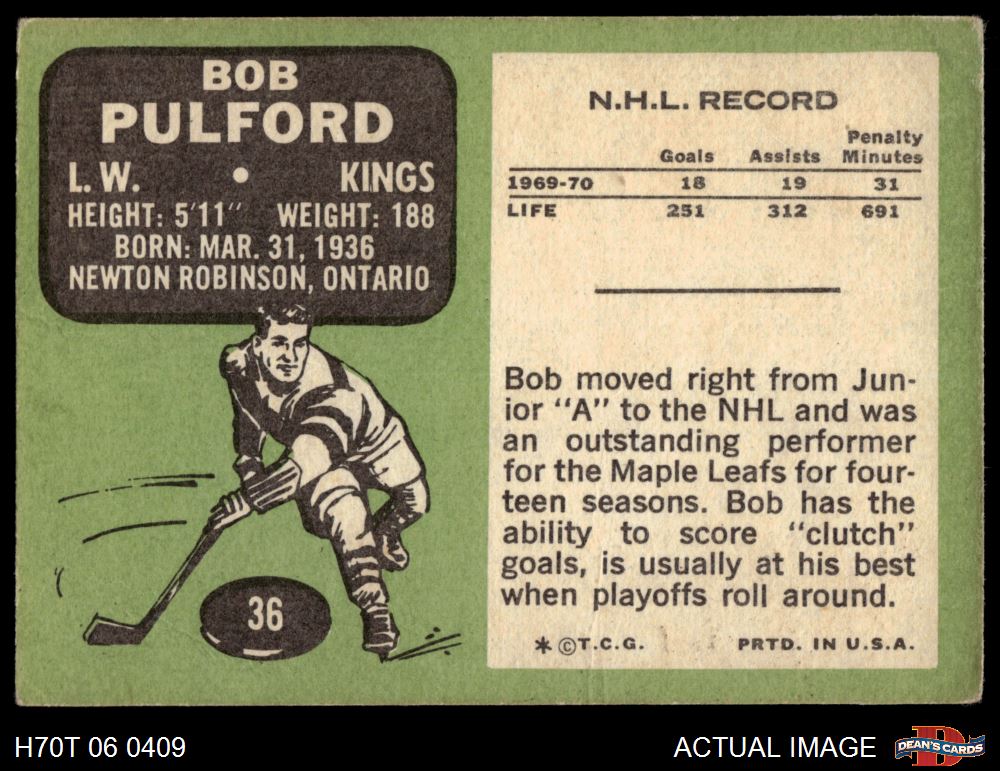 BOB
PULFORD
L. W. • KINGS
HEIGHT: 5'11" WEIGHT: 188
BORN: MAR. 31, 1936
NEWTON ROBINSON, ONTARIO
36
N.H.L. RECORD
Goals Assists Penalty Minutes
1969-70 18 19 31
LIFE 251 312 691
Bob moved right from Jun-
ior "A" to the NHL and was
an outstanding performer
for the Maple Leafs for four-
teen seasons. Bob has the
ability to score "clutch"
goals, is usually at his best
when playoffs roll around.
* ©T.C.G. PRTD. IN U.S.A.
H70T 06 0409 ACTUAL IMAGE DEAN'S CARDS